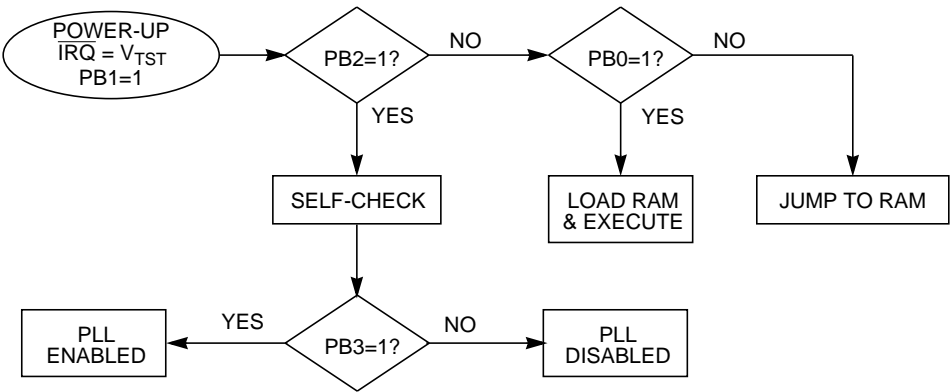 POWER-UP
IRQ = VTST
PB1=1
PB2=1?
NO
PB0=1?
NO
YES
YES
SELF-CHECK
LOAD RAM
& EXECUTE
JUMP TO RAM
YES
PB3=1?
NO
PLL
ENABLED
PLL
DISABLED